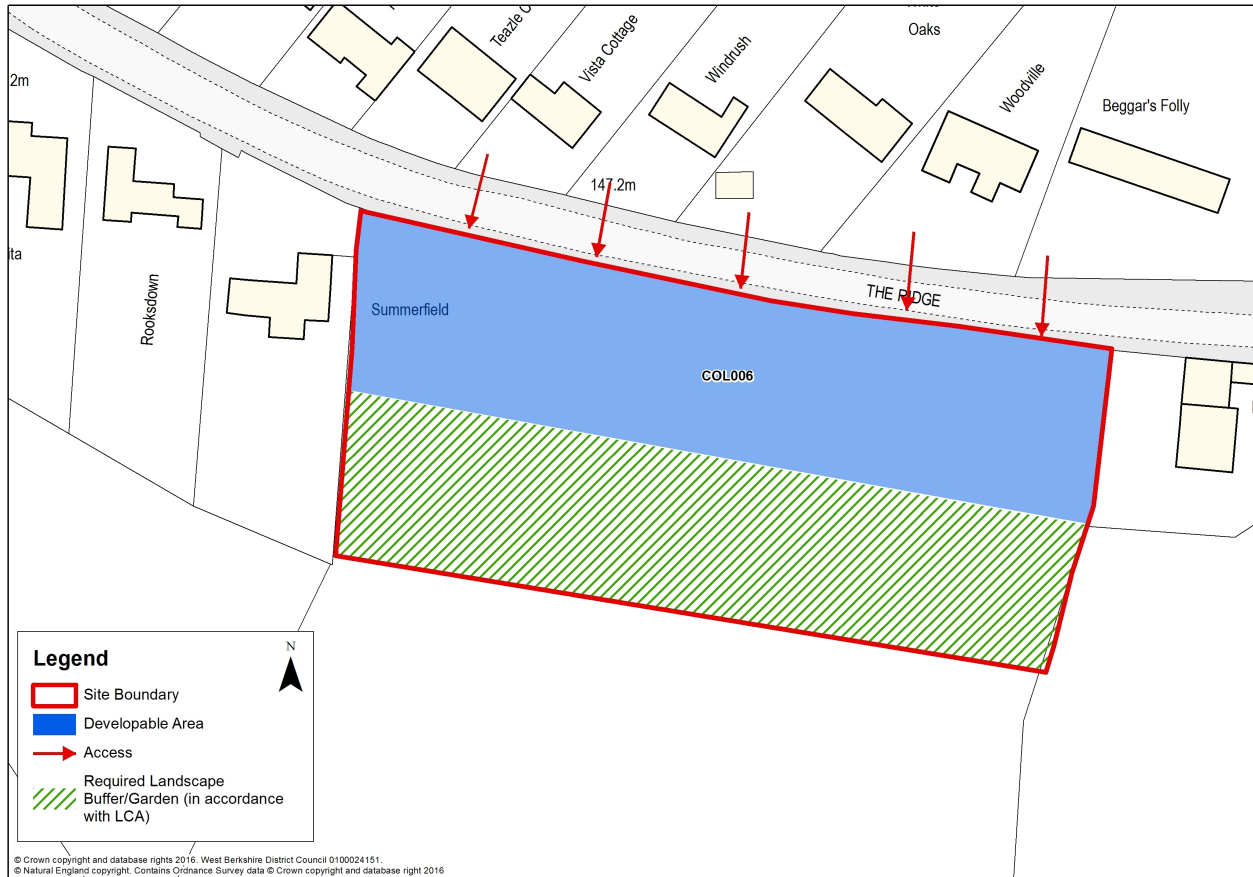 Teazle
Vista Cottage
Oaks
Windrush
Woodville
Beggar's Folly
2m
147.2m
ita
Rooksdown
Summerfield
THE RIDGE
COL006
Legend
N
Site Boundary
Developable Area
Access
Required Landscape
Buffer/Garden (in accordance
with LCA)
© Crown copyright and database rights 2016. West Berkshire District Council 0100024151.
© Natural England copyright. Contains Ordnance Survey data © Crown copyright and database right 2016